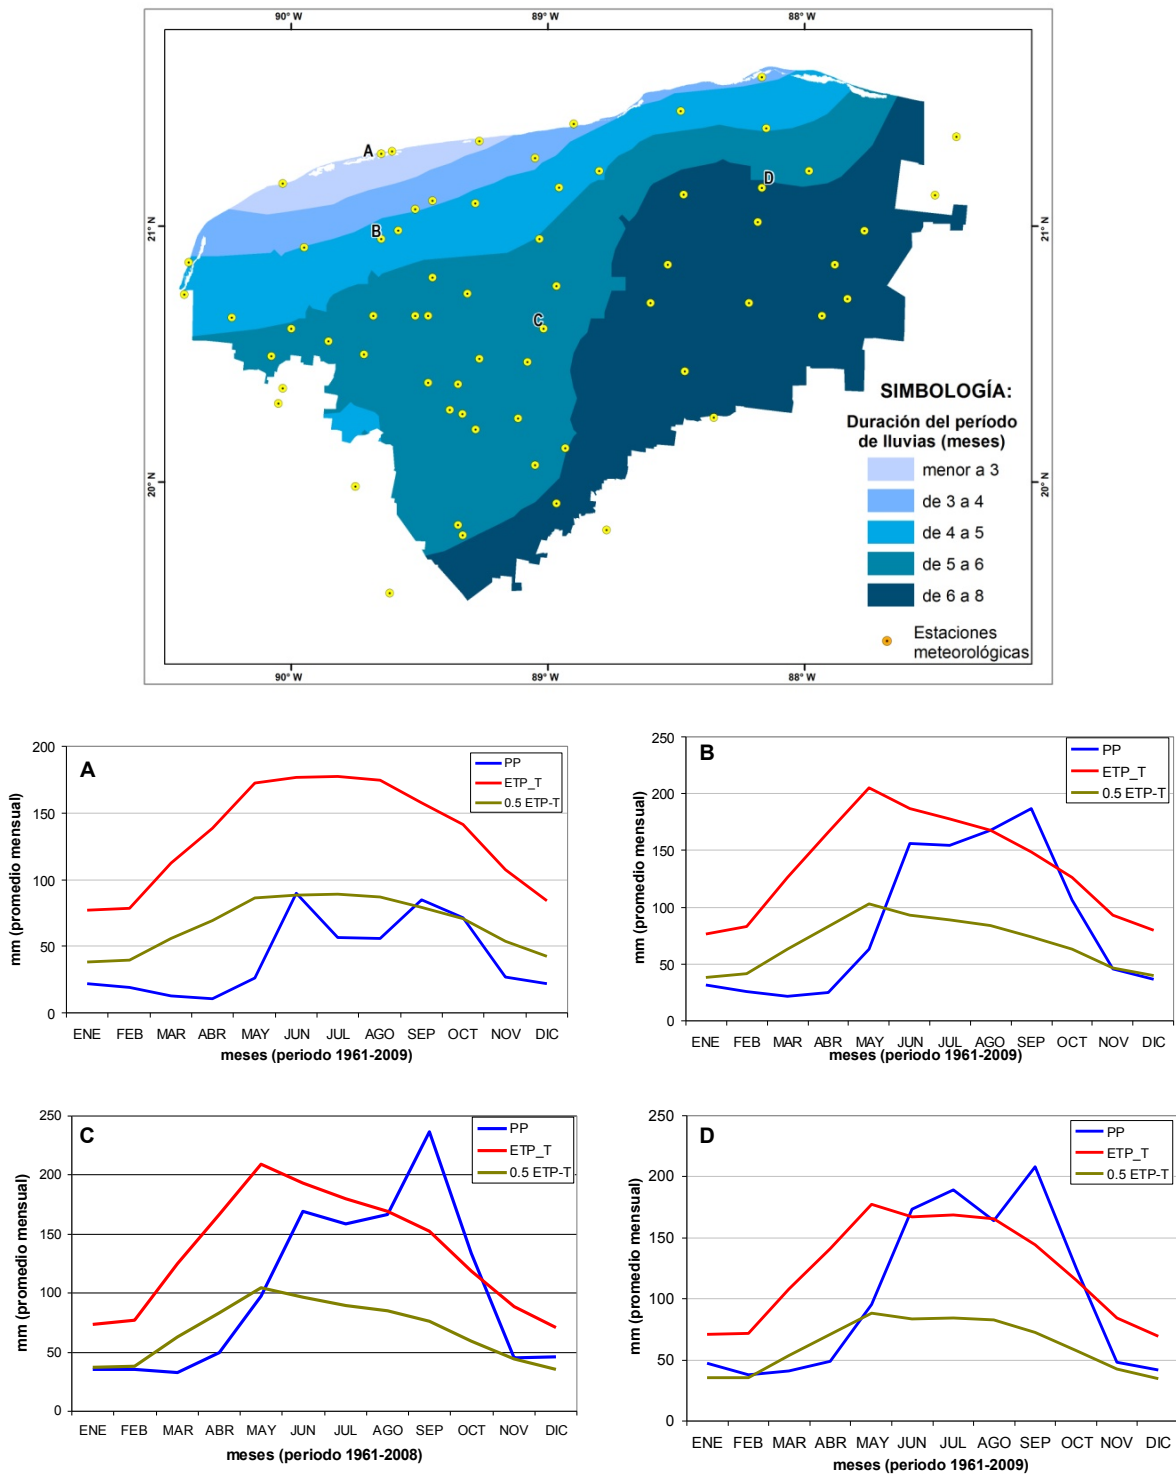 90° W
89° W
88° W
A
D
B
C
21° N
21° N
20° N
20° N
SIMBOLOGÍA:
Duración del período
de lluvias (meses)
menor a 3
de 3 a 4
de 4 a 5
de 5 a 6
de 6 a 8
Estaciones
meteorológicas
90° W
89° W
88° W
A
PP
ETP_T
0.5 ETP-T
mm (promedio mensual)
200
150
100
50
0
ENE FEB MAR ABR MAY JUN JUL AGO SEP OCT NOV DIC
meses (periodo 1961-2009)
B
PP
ETP_T
0.5 ETP-T
mm (promedio mensual)
250
200
150
100
50
0
ENE FEB MAR ABR MAY JUN JUL AGO SEP OCT NOV DIC
meses (periodo 1961-2009)
C
PP
ETP_T
0.5 ETP-T
mm (promedio mensual)
250
200
150
100
50
0
ENE FEB MAR ABR MAY JUN JUL AGO SEP OCT NOV DIC
meses (periodo 1961-2008)
D
PP
ETP_T
0.5 ETP-T
mm (promedio mensual)
250
200
150
100
50
0
ENE FEB MAR ABR MAY JUN JUL AGO SEP OCT NOV DIC
meses (periodo 1961-2009)